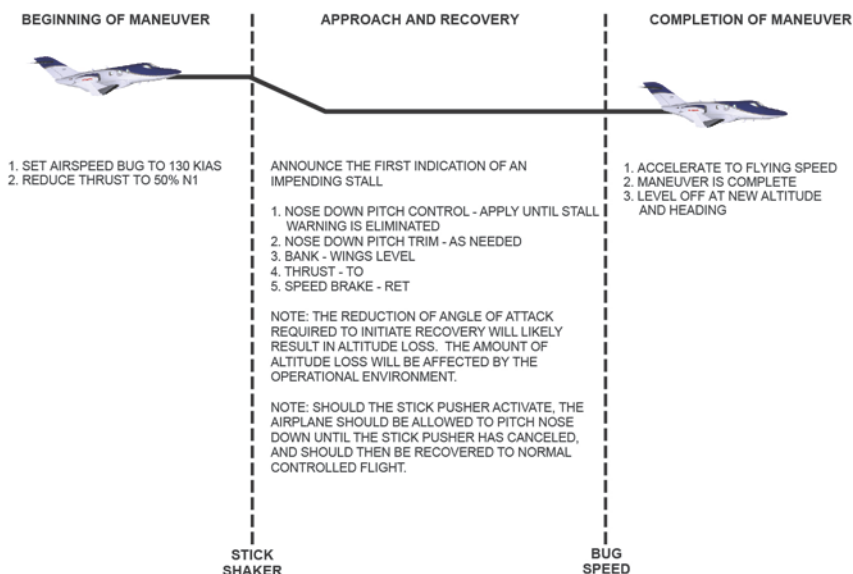 BEGINNING OF MANEUVER
APPROACH AND RECOVERY
COMPLETION OF MANEUVER
1. SET AIRSPEED BUG TO 130 KIAS
2. REDUCE THRUST TO 50% N1
ANNOUNCE THE FIRST INDICATION OF AN
IMPENDING STALL
1. NOSE DOWN PITCH CONTROL - APPLY UNTIL STALL
WARNING IS ELIMINATED
2. NOSE DOWN PITCH TRIM - AS NEEDED
3. BANK - WINGS LEVEL
4. THRUST - TO
5. SPEED BRAKE - RET
NOTE: THE REDUCTION OF ANGLE OF ATTACK
REQUIRED TO INITIATE RECOVERY WILL LIKELY
RESULT IN ALTITUDE LOSS. THE AMOUNT OF
ALTITUDE LOSS WILL BE AFFECTED BY THE
OPERATIONAL ENVIRONMENT.
NOTE: SHOULD THE STICK PUSHER ACTIVATE, THE
AIRPLANE SHOULD BE ALLOWED TO PITCH NOSE
DOWN UNTIL THE STICK PUSHER HAS CANCELED,
AND SHOULD THEN BE RECOVERED TO NORMAL
CONTROLLED FLIGHT.
1. ACCELERATE TO FLYING SPEED
2. MANEUVER IS COMPLETE
3. LEVEL OFF AT NEW ALTITUDE
AND HEADING
STICK
SHAKER
BUG
SPEED